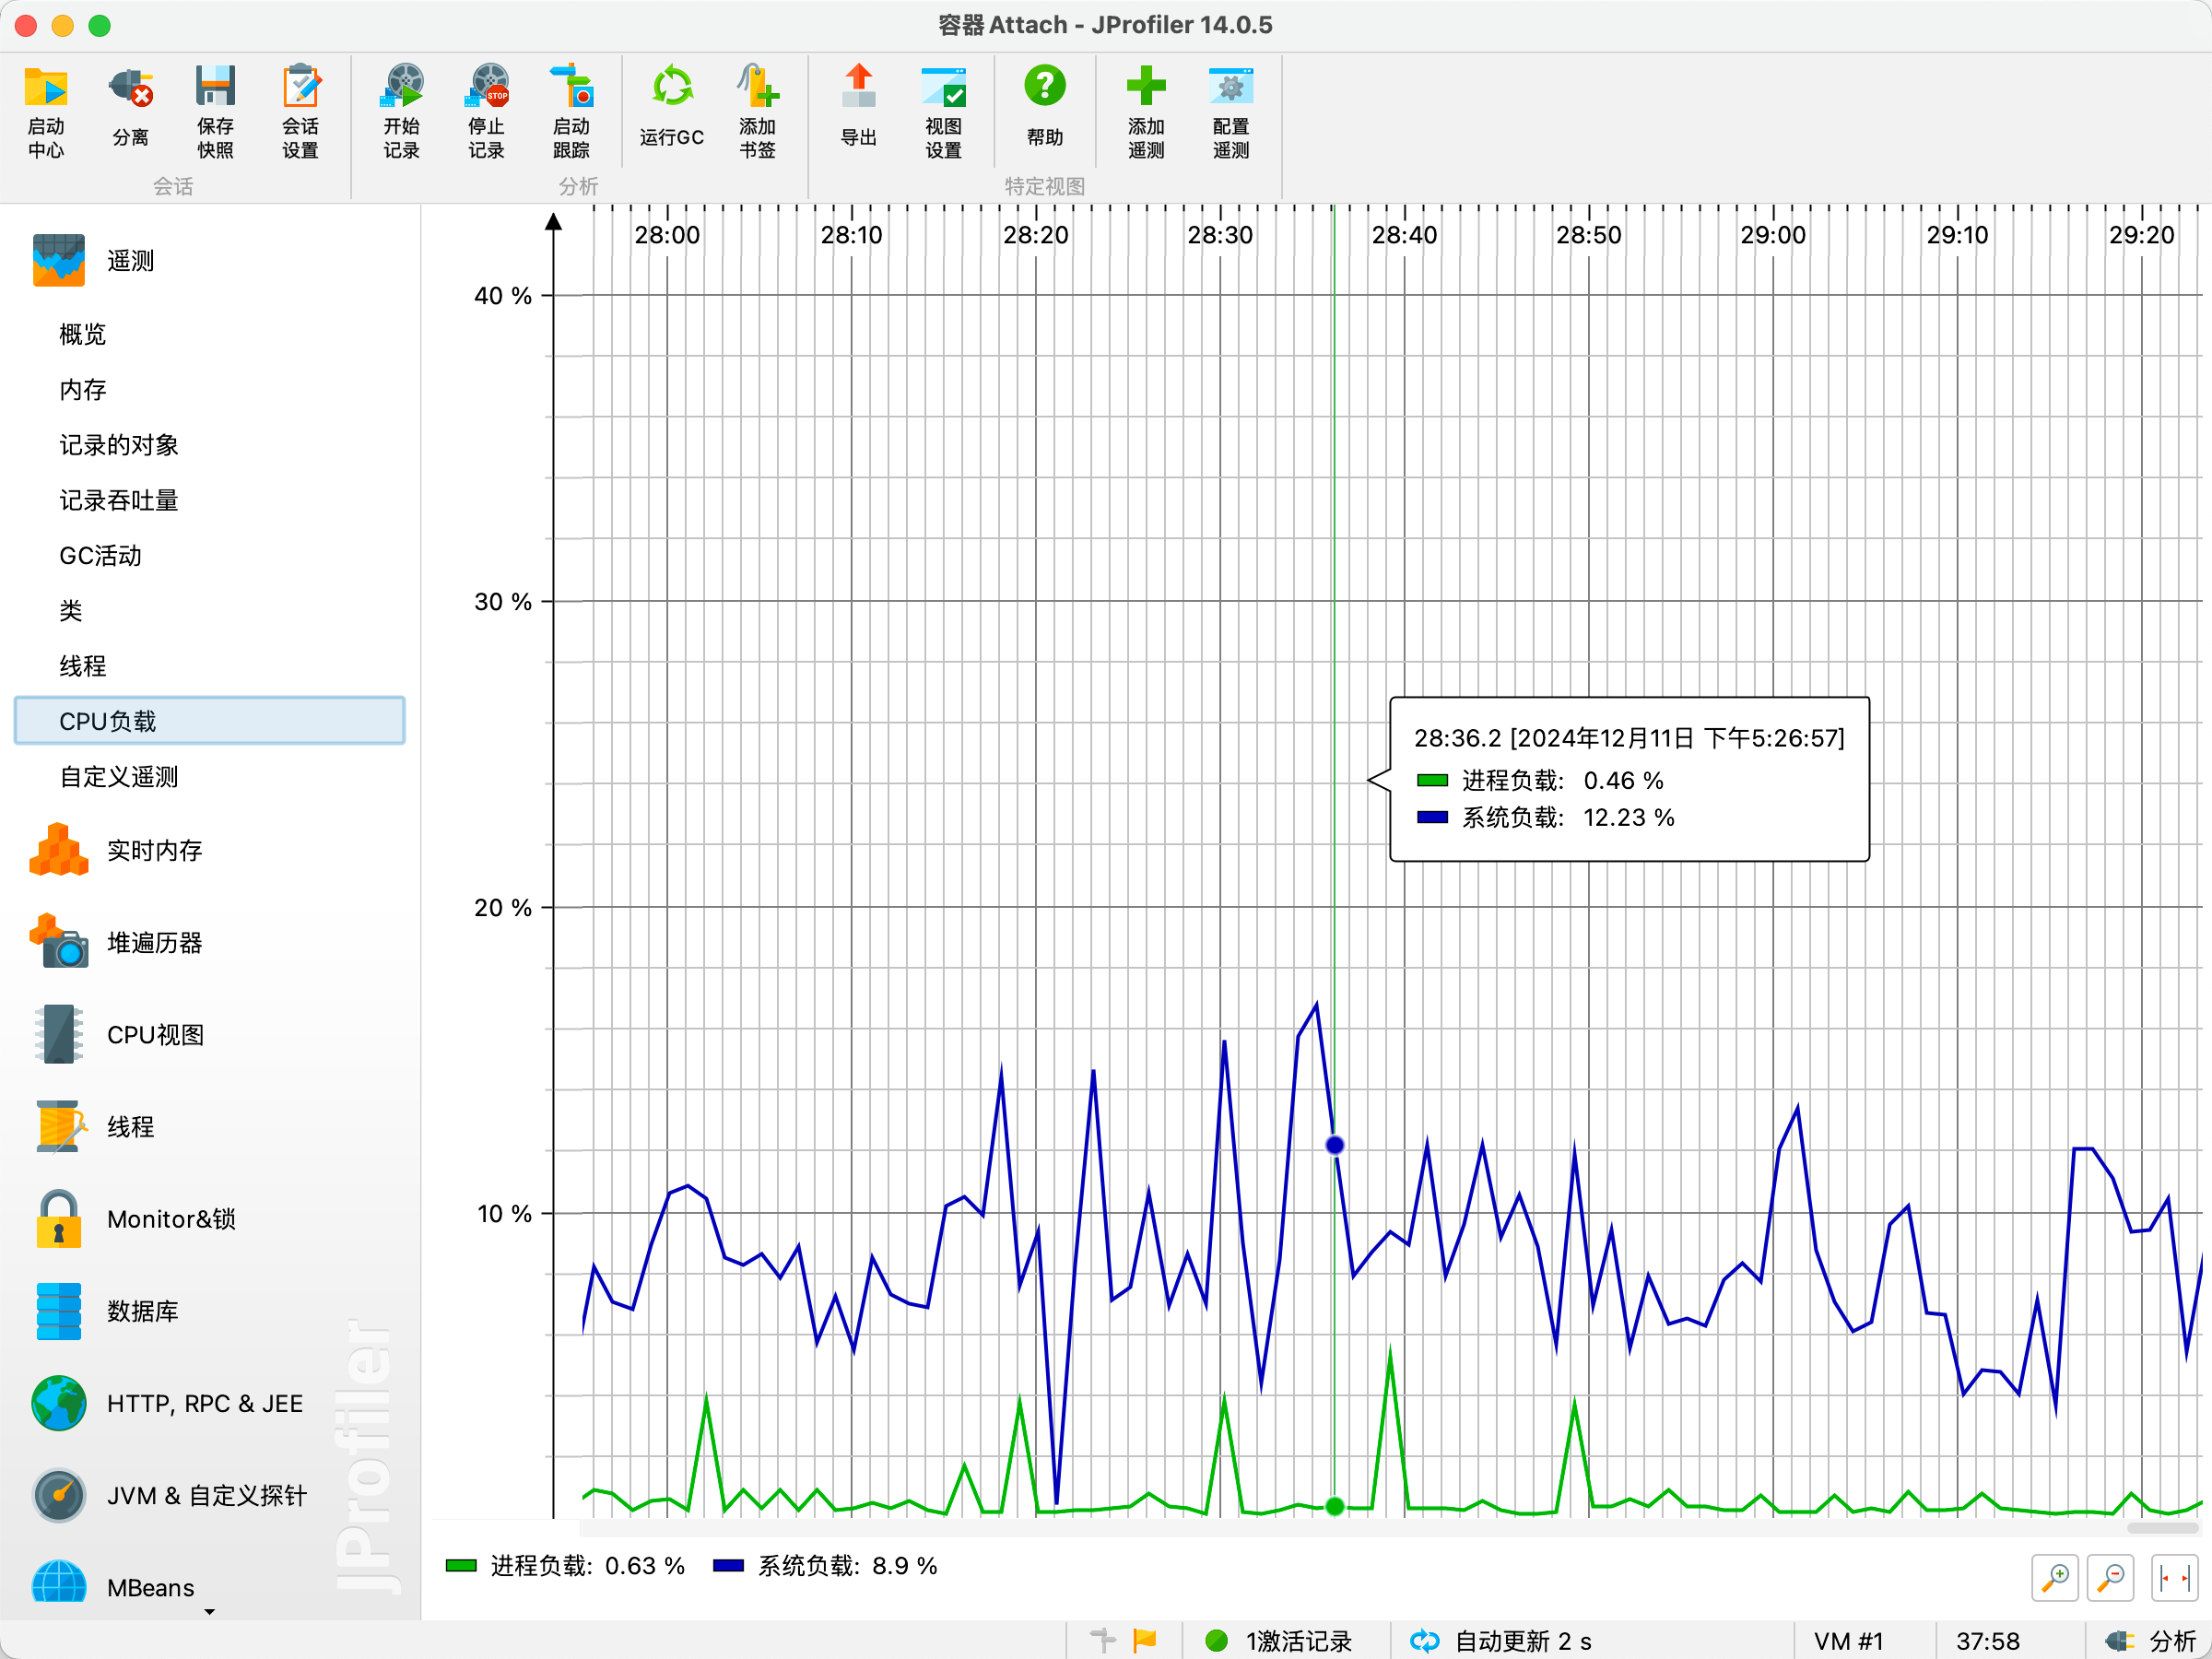 容器 Attach - JProfiler 14.0.5
启动中心
分离
保存快照
会话设置
开始记录
停止记录
启动跟踪
运行GC
添加书签
导出
视图设置
帮助
添加遥测
配置遥测
会话
分析
特定视图
遥测
概览
内存
记录的对象
记录吞吐量
GC活动
类
线程
CPU负载
自定义遥测
实时内存
堆遍历器
CPU视图
线程
Monitor&锁
数据库
HTTP, RPC & JEE
JVM & 自定义探针
MBeans
JProfiler
28:00 28:10 28:20 28:30 28:40 28:50 29:00 29:10 29:20
40 %
30 %
20 %
10 %
28:36.2 [2024年12月11日 下午5:26:57]
进程负载: 0.46 %
系统负载: 12.23 %
进程负载: 0.63 % 系统负载: 8.9 %
1激活记录
自动更新 2 s
VM #1
37:58
分析